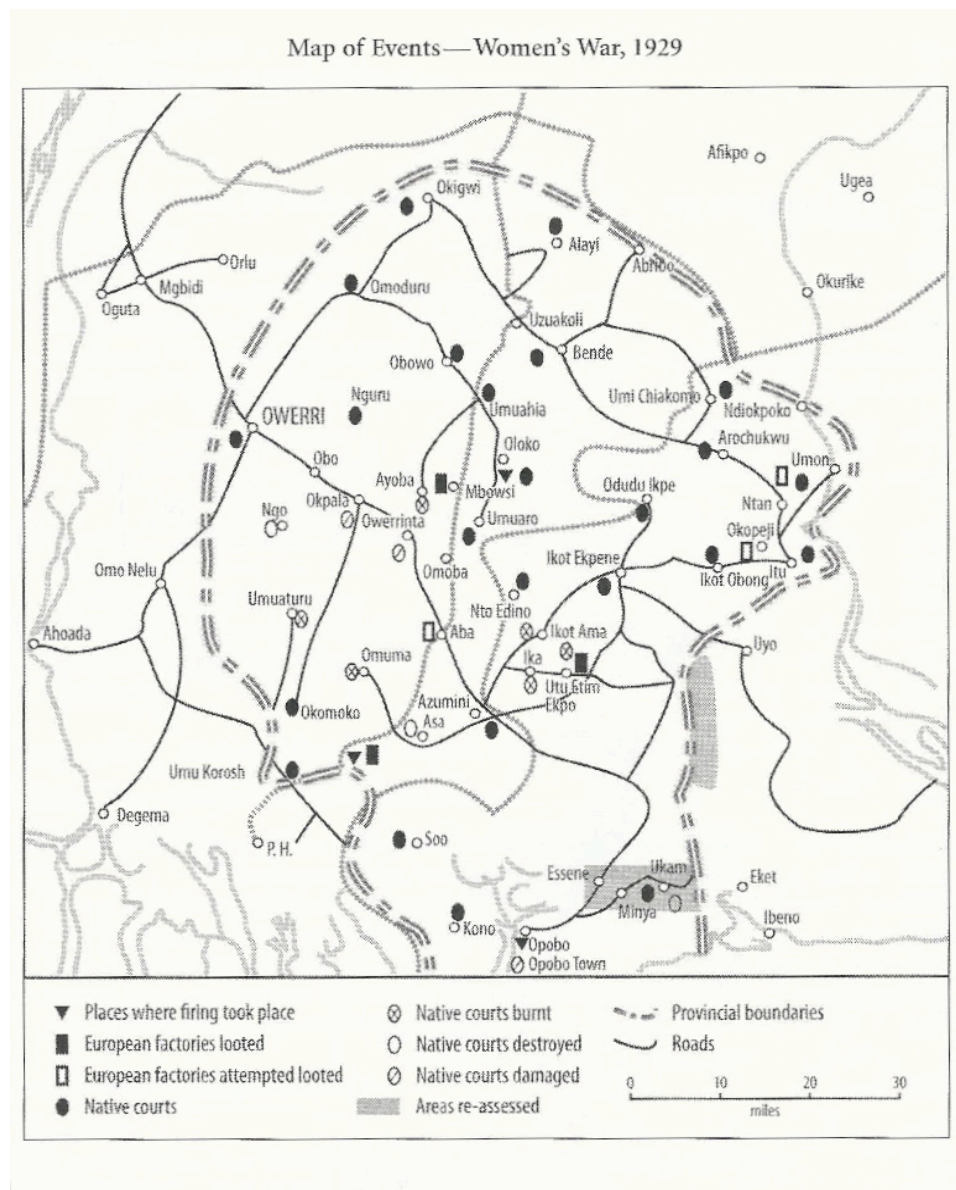 Map of Events—Women's War, 1929
Afikpo
Ugea
Okigwi
Alayi
Orlu
Abriboo
Mgbidi
Omoduru
Okurike
Oguta
Uzuakoli
Bende
Obowo
Nguru
Umi Chiakomo
Ndiokpoko
Umuahia
OWERRI
Oloko
Arochukwu
Obo
Umon
Ayoba
Mbowsi
Odudu Ikpe
Okpala
Ntan
Ngo
Owerrinta
Umuaro
Okopeji
Ikot Ekpene
Omo Nelu
Omoba
Ikot Obong
Itu
Umuaturu
Nto Edino
Ahoada
Aba
Ikot Ama
Uyo
Omuma
Ika
Utu Etim
Ekpo
Azumini
Okomoko
Asa
Umu Korosh
Degema
P. H.
Soo
Essene
Ukam
Eket
Minya
Kono
Ibeno
Opobo
Opobo Town
Places where firing took place
European factories looted
European factories attempted looted
Native courts
Native courts burnt
Native courts destroyed
Native courts damaged
Areas re-assessed
Provincial boundaries
Roads
0 10 20 30
miles